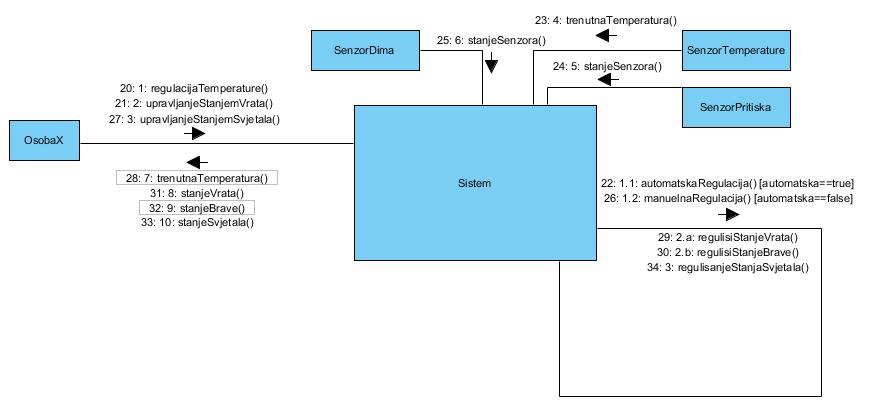 23: 4: trenutnaTemperatura()
25: 6: stanjeSenzora()
SenzorDima
SenzorTemperature
24: 5: stanjeSenzora()
20: 1: regulacijaTemperature()
21: 2: upravljanjeStanjemVrata()
27: 3: upravljanjeStanjemSvjetala()
SenzorPritiska
OsobaX
28: 7: trenutnaTemperatura()
31: 8: stanjeVrata()
32: 9: stanjeBrave()
33: 10: stanjeSvjetala()
Sistem
22: 1.1: automatskaRegulacija() [automatska==true]
26: 1.2: manuelnaRegulacija() [automatska==false]
29: 2.a: regulisiStanjeVrata()
30: 2.b: regulisiStanjeBrave()
34: 3: regulisanjeStanjaSvjetala()